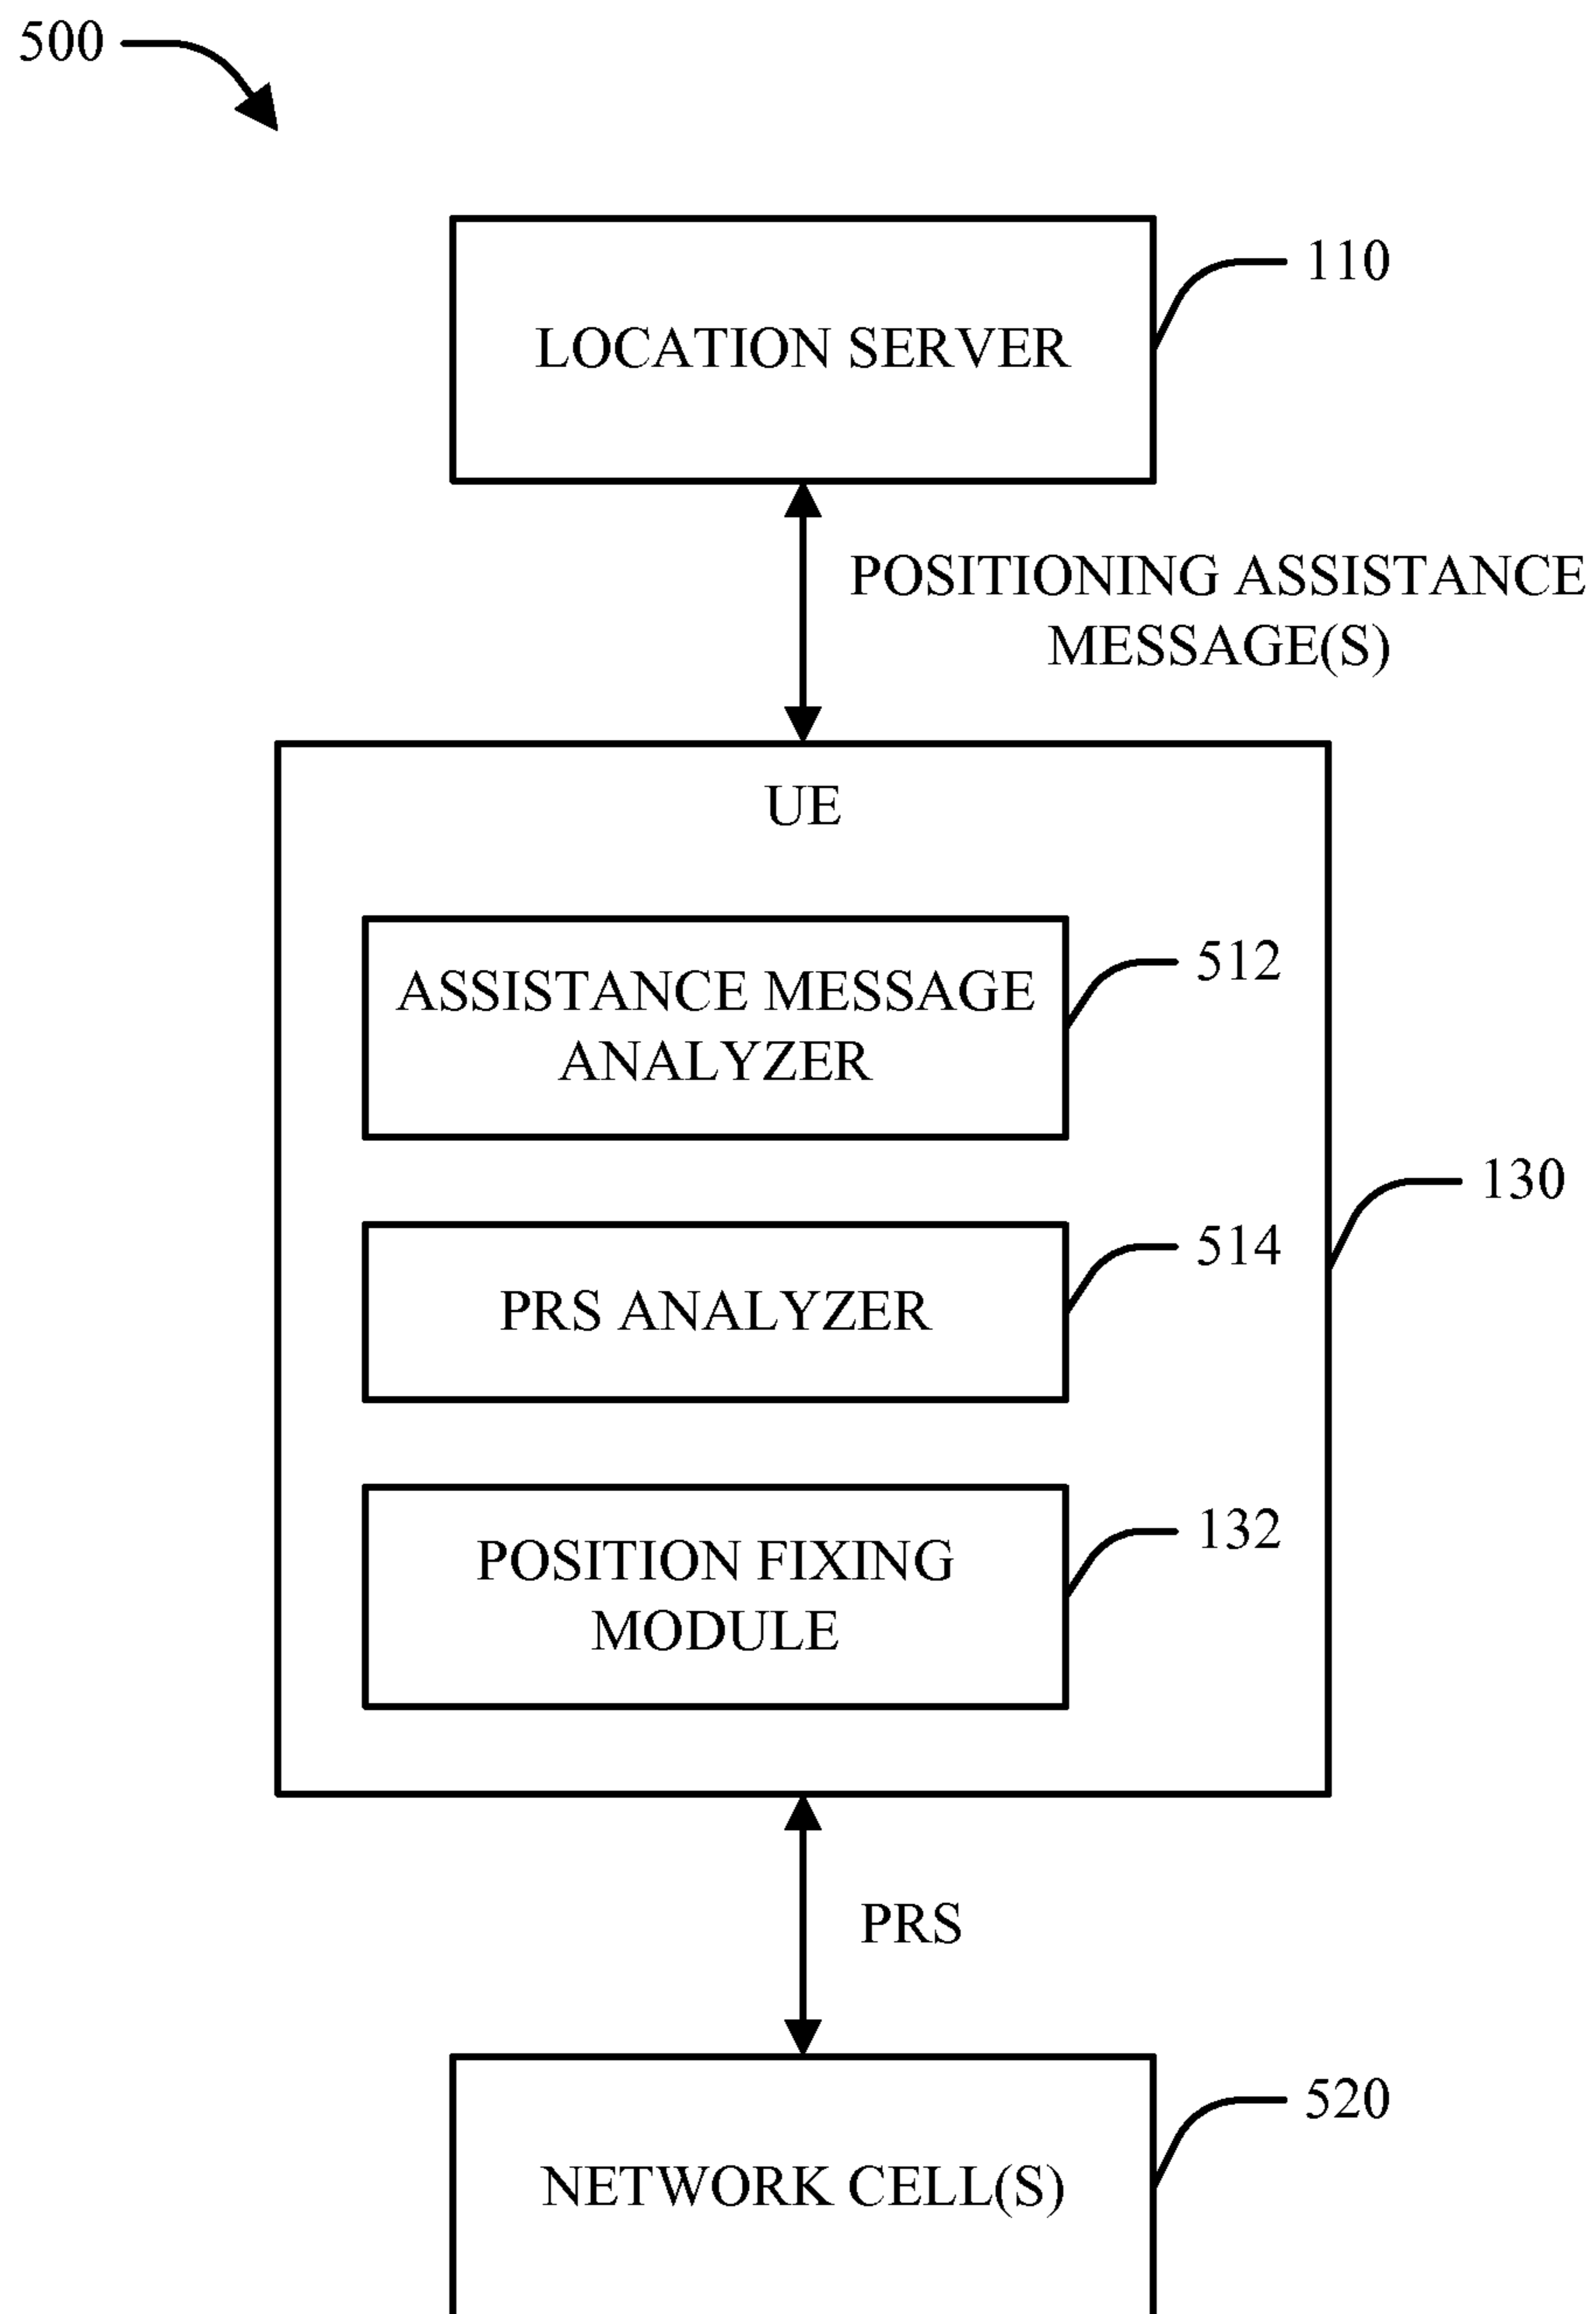 500
110
LOCATION SERVER
POSITIONING ASSISTANCE
MESSAGE(S)
UE
512
ASSISTANCE MESSAGE
ANALYZER
130
514
PRS ANALYZER
132
POSITION FIXING
MODULE
PRS
520
NETWORK CELL(S)